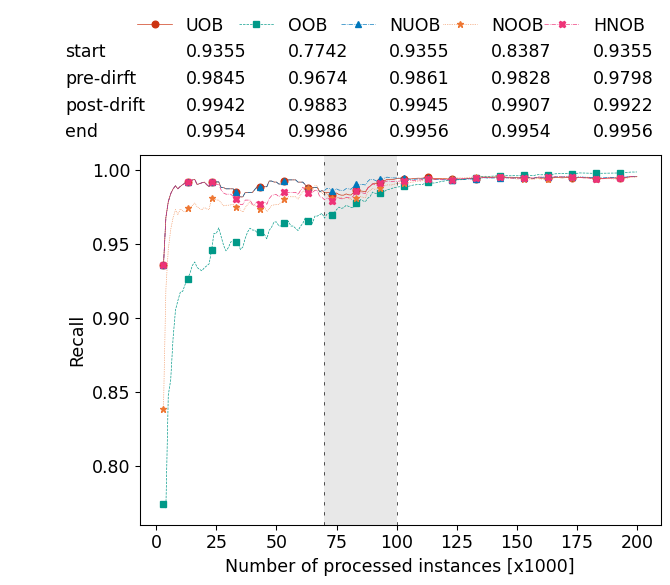 UOB OOB NUOB NOOB HNOB
start 0.9355 0.7742 0.9355 0.8387 0.9355
pre-dirft 0.9845 0.9674 0.9861 0.9828 0.9798
post-drift 0.9942 0.9883 0.9945 0.9907 0.9922
end 0.9954 0.9986 0.9956 0.9954 0.9956
1.00
0.95
0.90
0.85
0.80
Recall
0 25 50 75 100 125 150 175 200
Number of processed instances [x1000]